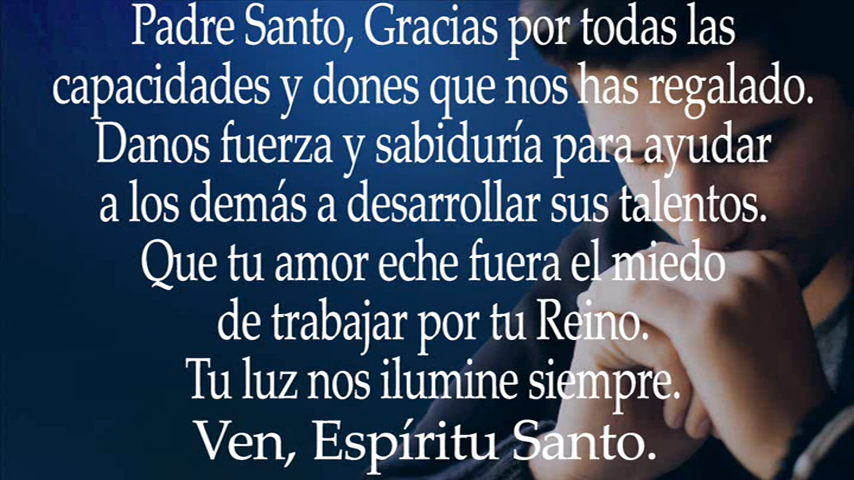 Padre Santo, Gracias por todas las
capacidades y dones que nos has regalado.
Danos fuerza y sabiduría para ayudar
a los demás a desarrollar sus talentos.
Que tu amor eche fuera el miedo
de trabajar por tu Reino.
Tu luz nos ilumine siempre.
Ven, Espíritu Santo.